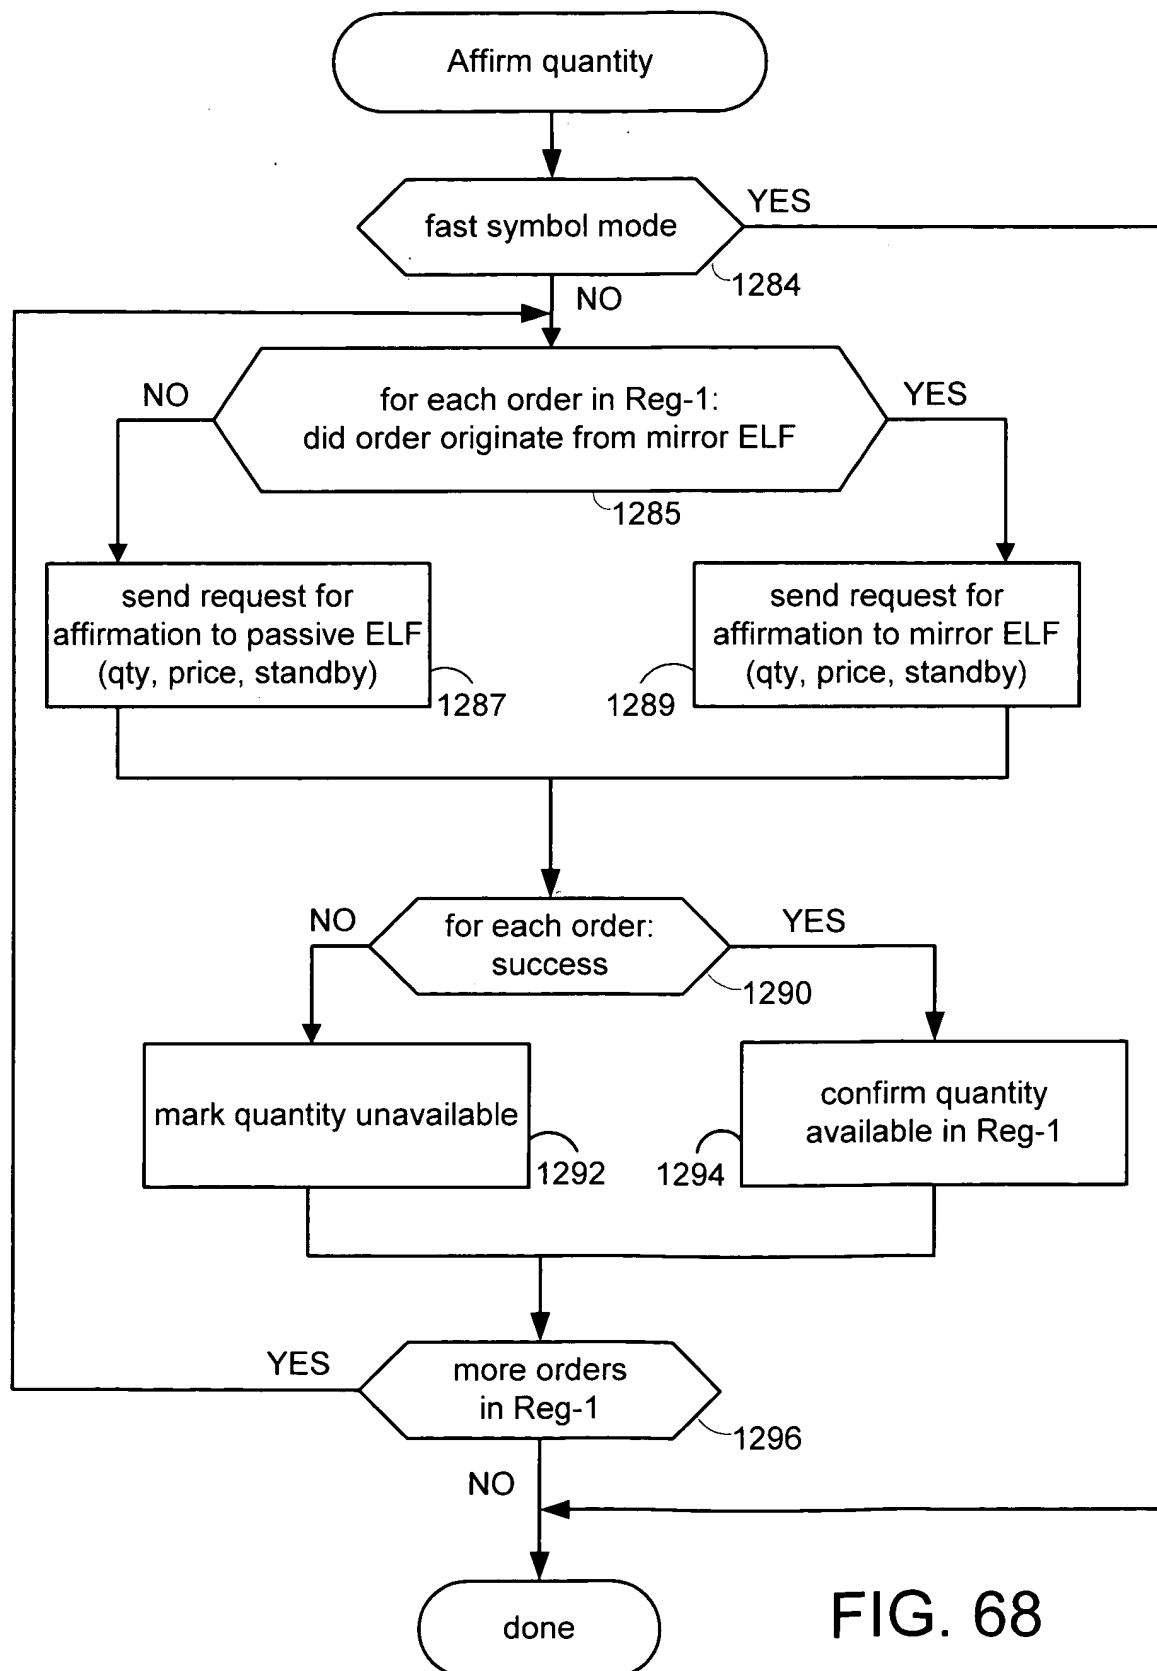 Affirm quantity
fast symbol mode
YES
1284
NO
NO
for each order in Reg-1:
did order originate from mirror ELF
YES
1285
send request for
affirmation to passive ELF
(qty, price, standby)
1287
send request for
affirmation to mirror ELF
(qty, price, standby)
1289
NO
for each order:
success
YES
1290
mark quantity unavailable
1292
confirm quantity
available in Reg-1
1294
YES
more orders
in Reg-1
1296
NO
done
FIG. 68